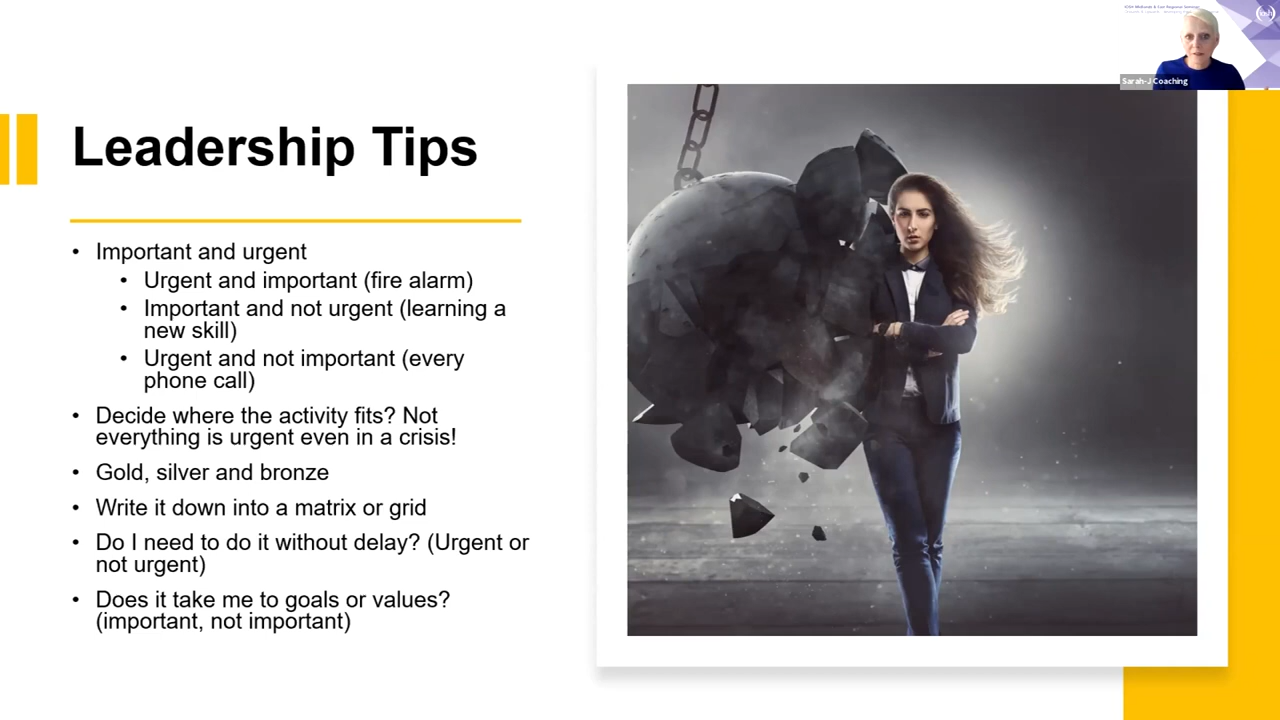 Leadership Tips
• Important and urgent
• Urgent and important (fire alarm)
• Important and not urgent (learning a
new skill)
• Urgent and not important (every
phone call)
• Decide where the activity fits? Not
everything is urgent even in a crisis!
• Gold, silver and bronze
• Write it down into a matrix or grid
• Do I need to do it without delay? (Urgent or
not urgent)
• Does it take me to goals or values?
(important, not important)
Sarah-J Coaching